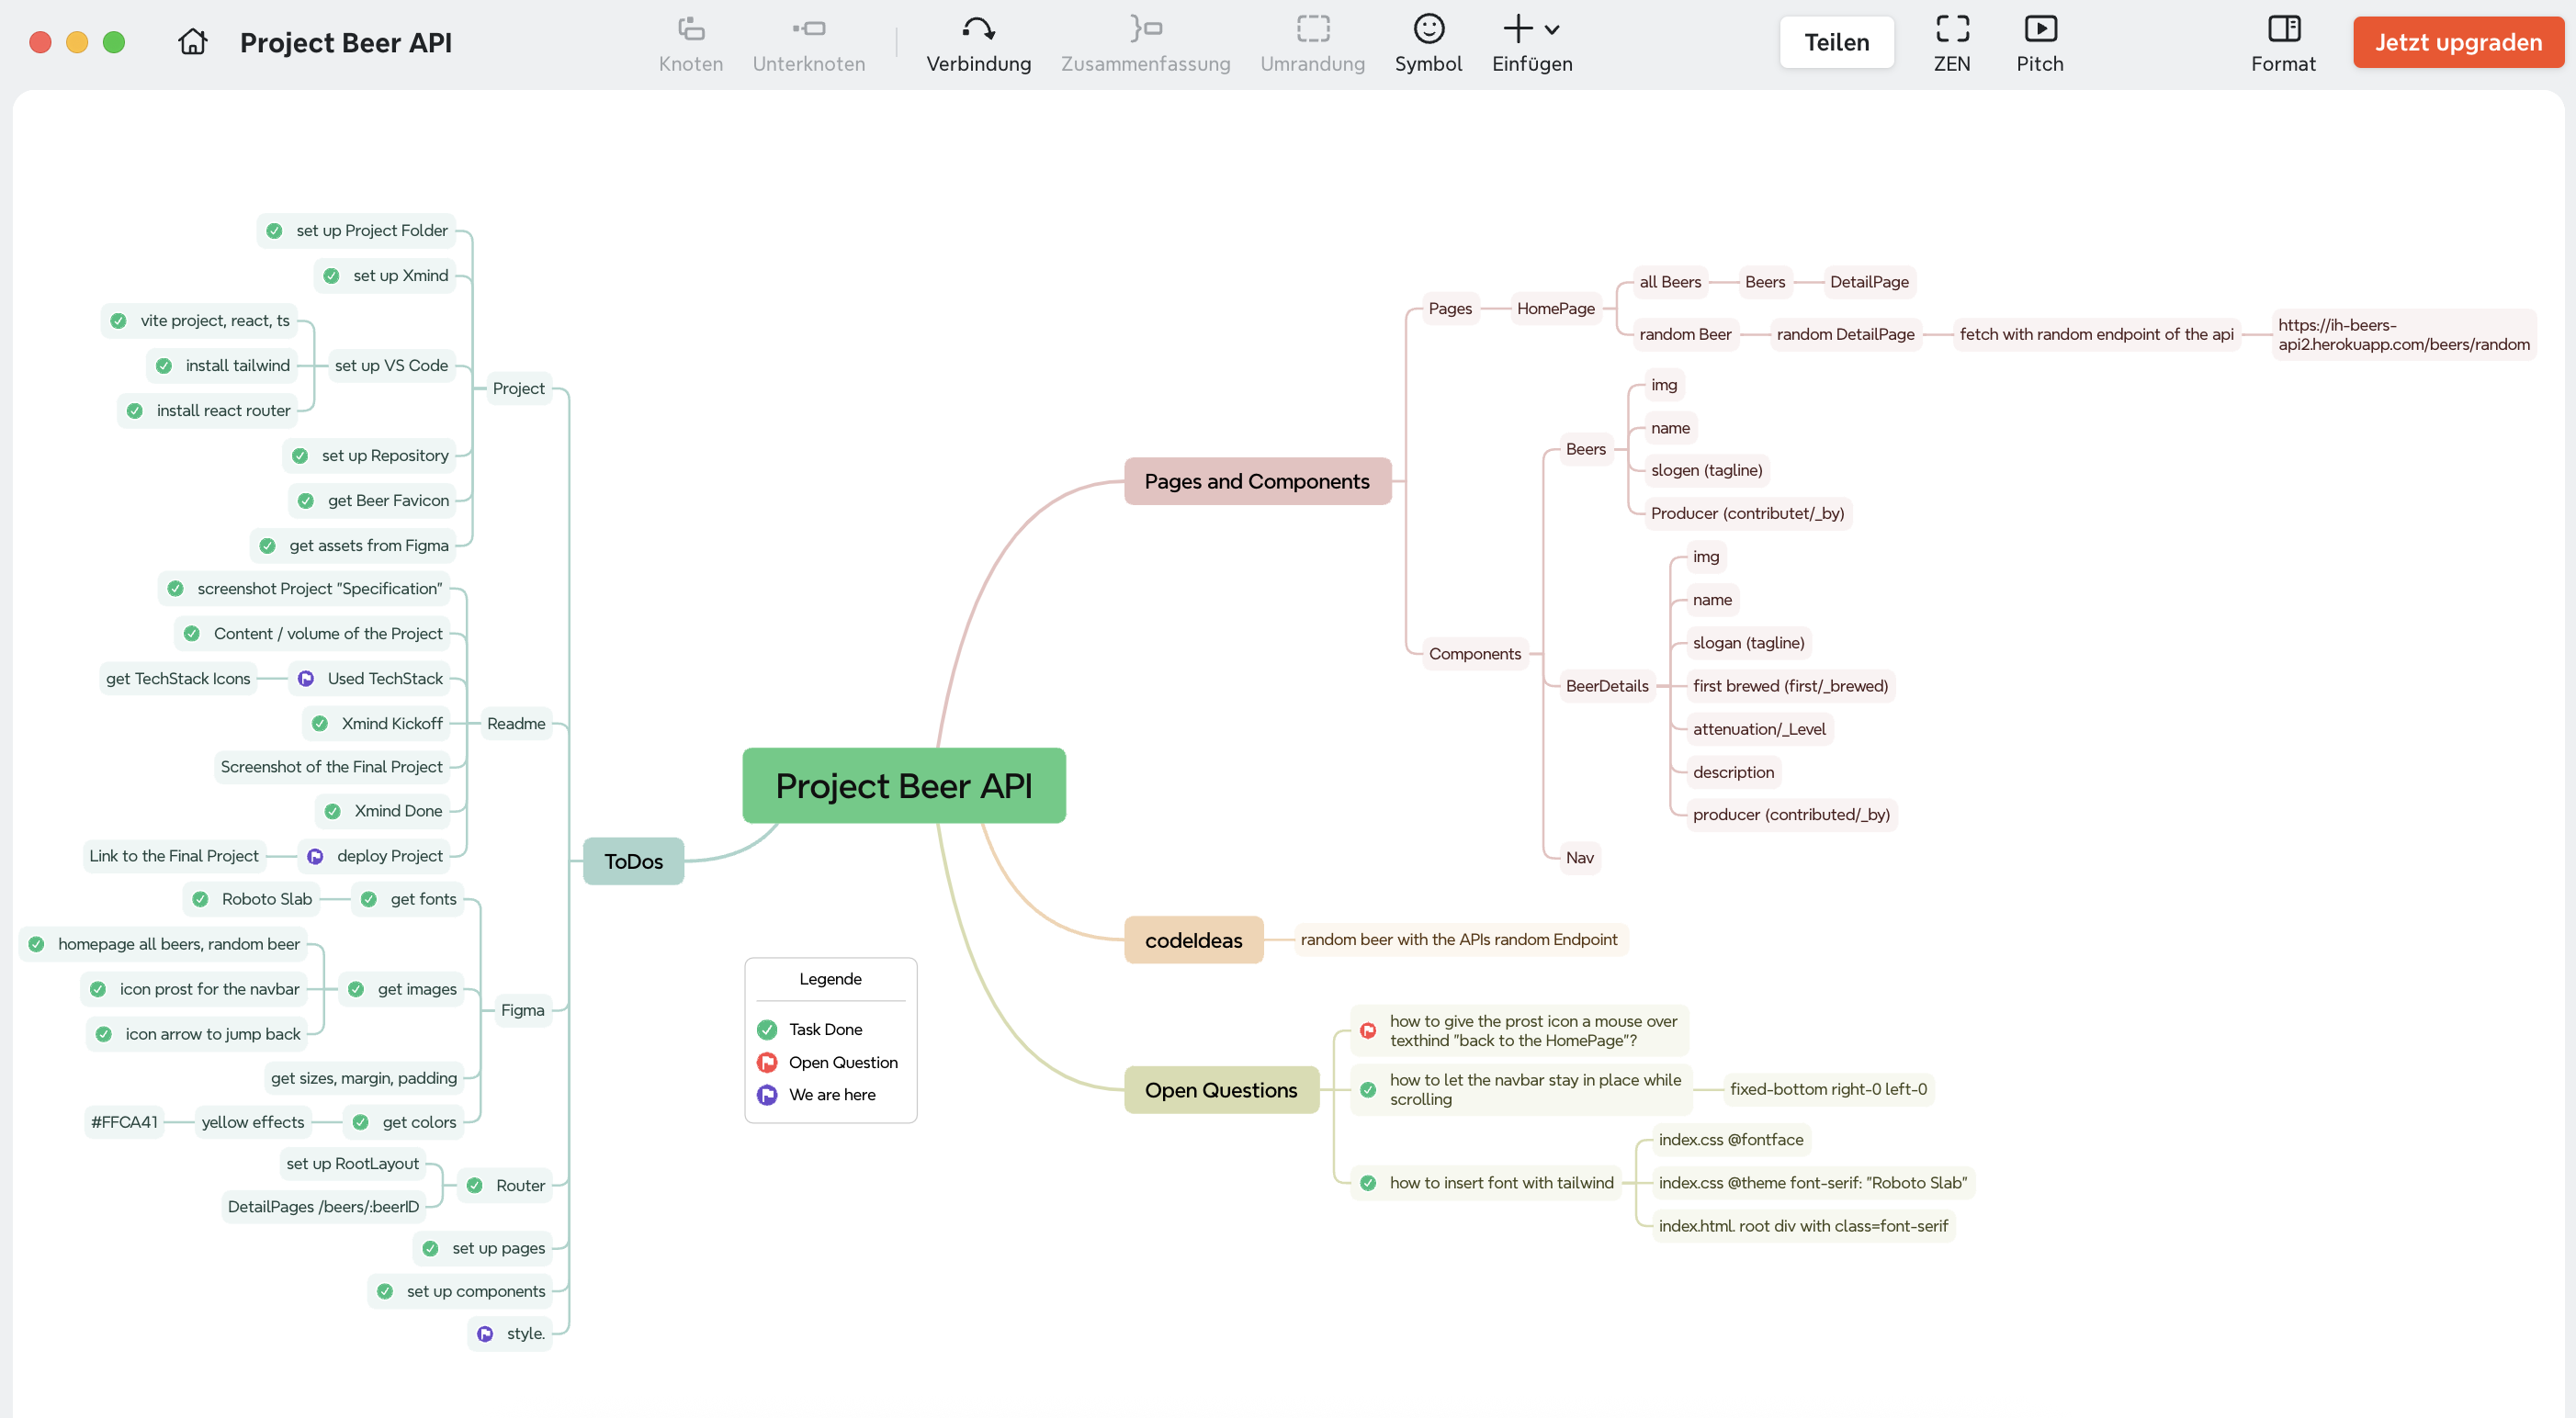 Project Beer API
Knoten
Unterknoten
Verbindung
Zusammenfassung
Umrandung
Symbol
Einfügen
Teilen
ZEN
Pitch
Format
Jetzt upgraden
set up Project Folder
set up Xmind
vite project, react, ts
install tailwind
install react router
set up VS Code
set up Repository
get Beer Favicon
get assets from Figma
Project
screenshot Project "Specification"
Content / volume of the Project
get TechStack Icons
Used TechStack
Xmind Kickoff
Screenshot of the Final Project
Xmind Done
Link to the Final Project
deploy Project
Readme
Roboto Slab
get fonts
homepage all beers, random beer
icon prost for the navbar
icon arrow to jump back
get images
get sizes, margin, padding
#FFCA41
yellow effects
get colors
Figma
set up RootLayout
DetailPages /beers/:beerID
Router
set up pages
set up components
style.
ToDos
Project Beer API
Legende
Task Done
Open Question
We are here
Pages and Components
Pages
HomePage
all Beers
Beers
DetailPage
random Beer
random DetailPage
fetch with random endpoint of the api
https://ih-beers-
api2.herokuapp.com/beers/random
Components
Beers
img
name
slogen (tagline)
Producer (contributet/_by)
BeerDetails
img
name
slogan (tagline)
first brewed (first/_brewed)
attenuation/_Level
description
producer (contributed/_by)
Nav
codeIdeas
random beer with the APIs random Endpoint
Open Questions
how to give the prost icon a mouse over
texthind "back to the HomePage"?
how to let the navbar stay in place while
scrolling
fixed-bottom right-0 left-0
how to insert font with tailwind
index.css @fontface
index.css @theme font-serif: "Roboto Slab"
index.html. root div with class=font-serif